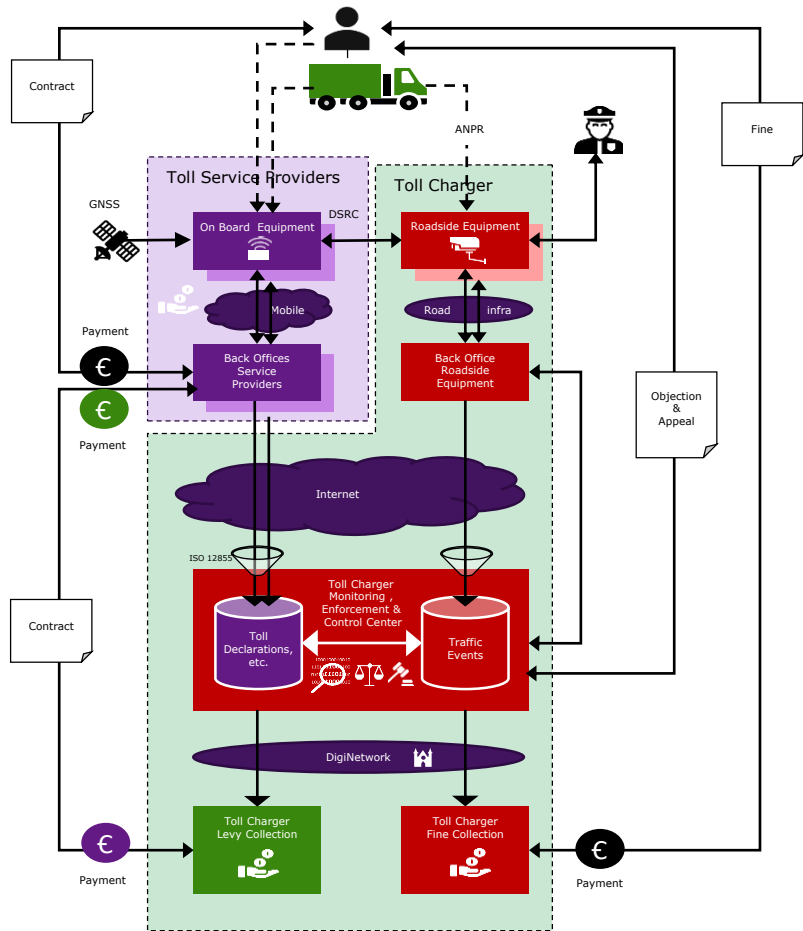 Contract
Fine
ANPR
Toll Service Providers
Toll Charger
GNSS
DSRC
On Board Equipment
Roadside Equipment
Mobile
Road infra
Payment
€
Back Offices
Service
Providers
Back Office
Roadside
Equipment
€
Payment
Objection
&
Appeal
Internet
ISO 12855
Toll Charger
Monitoring ,
Enforcement &
Control Center
Contract
Toll
Declarations,
etc.
Traffic
Events
DigiNetwork
Toll Charger
Levy Collection
Toll Charger
Fine Collection
€
Payment
€
Payment